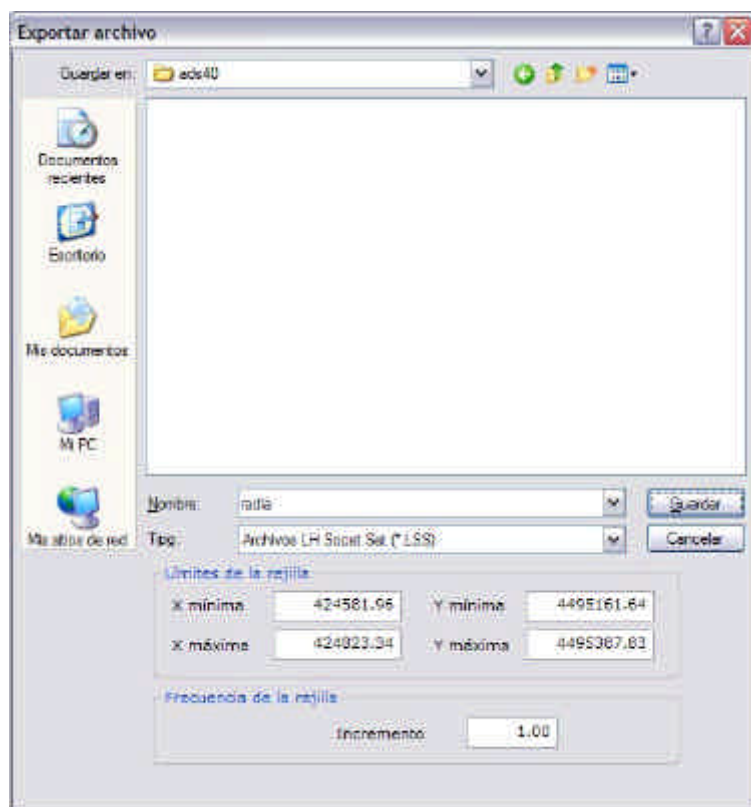 Exportar archivo
Guardar en: ads40
Documentos
recientes
Escritorio
Mis documentos
Mi PC
Mis sitios de red
Nombre: radia
Tipo: Archivos LH Socet Set (*.LSS)
Guardar
Cancelar
Límites de la rejilla
X mínima 424581.96 Y mínima 4495161.64
X máxima 424823.34 Y máxima 4495387.83
Frecuencia de la rejilla
Incremento 1.00